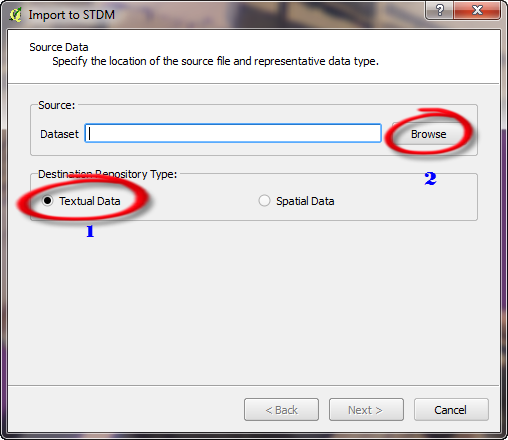 Import to STDM
?
X
Source Data
Specify the location of the source file and representative data type.
Source:
Dataset
Browse
2
Destination Repository Type:
Textual Data
Spatial Data
1
< Back
Next >
Cancel